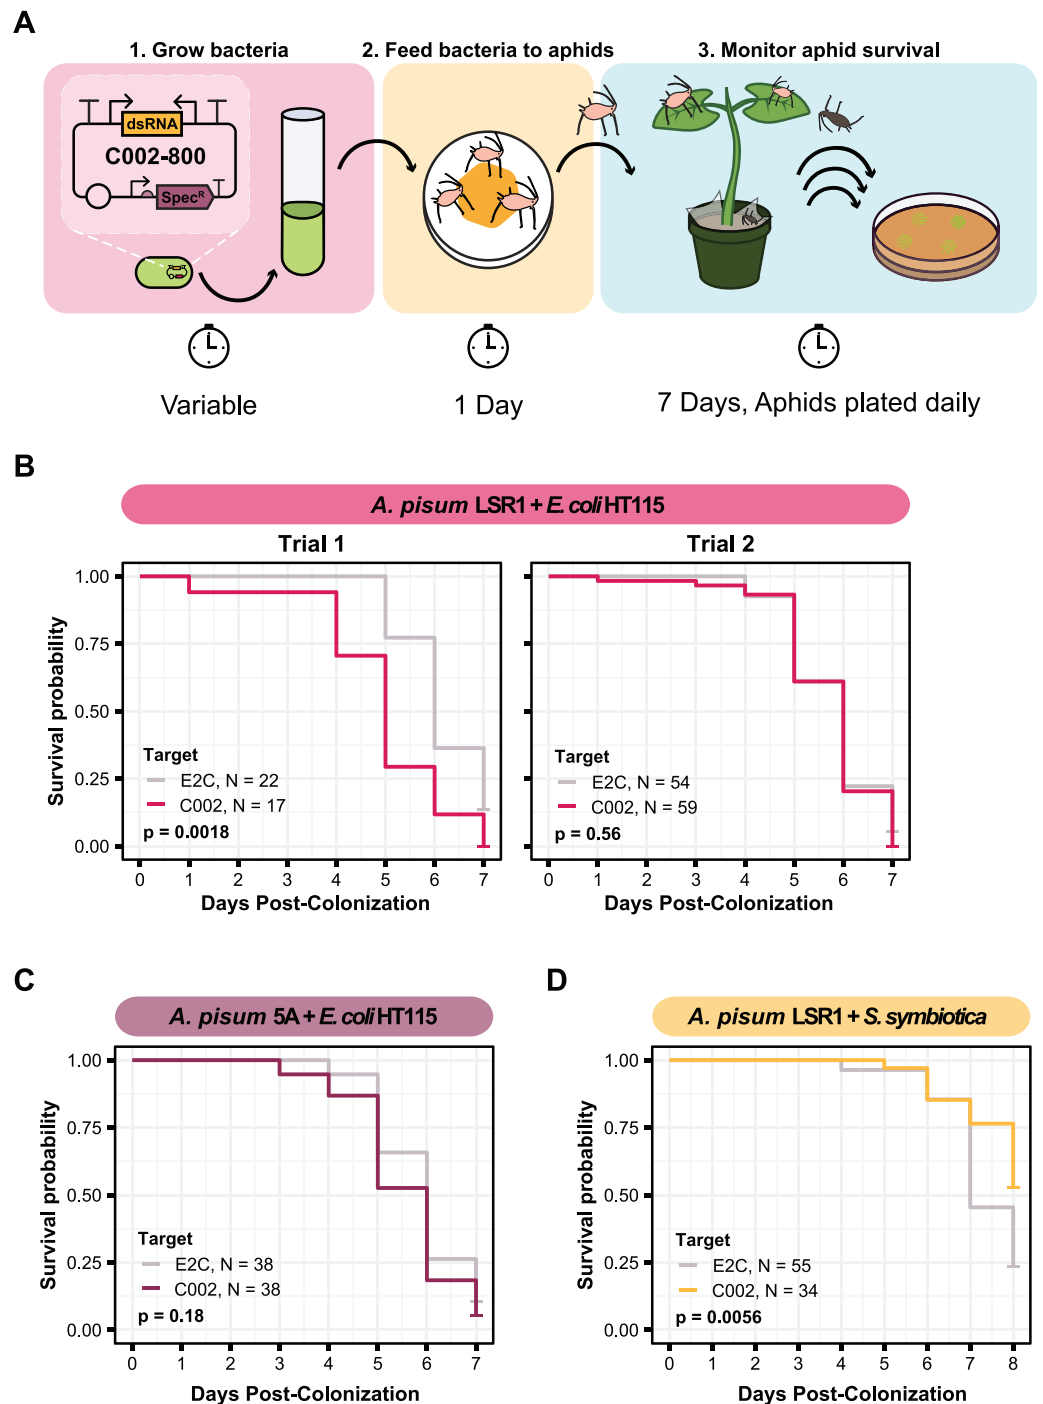 A
1. Grow bacteria
2. Feed bacteria to aphids
3. Monitor aphid survival
dsRNA
C002-800
Spec^R
Variable
1 Day
7 Days, Aphids plated daily
B
A. pisum LSR1 + E. coli HT115
Trial 1
Trial 2
Survival probability
1.00
0.75
0.50
0.25
0.00
Target
E2C, N = 22
C002, N = 17
p = 0.0018
0 1 2 3 4 5 6 7
Days Post-Colonization
Target
E2C, N = 54
C002, N = 59
p = 0.56
0 1 2 3 4 5 6 7
Days Post-Colonization
C
A. pisum 5A + E. coli HT115
Survival probability
1.00
0.75
0.50
0.25
0.00
Target
E2C, N = 38
C002, N = 38
p = 0.18
0 1 2 3 4 5 6 7
Days Post-Colonization
D
A. pisum LSR1 + S. symbiotica
Survival probability
1.00
0.75
0.50
0.25
0.00
Target
E2C, N = 55
C002, N = 34
p = 0.0056
0 1 2 3 4 5 6 7 8
Days Post-Colonization